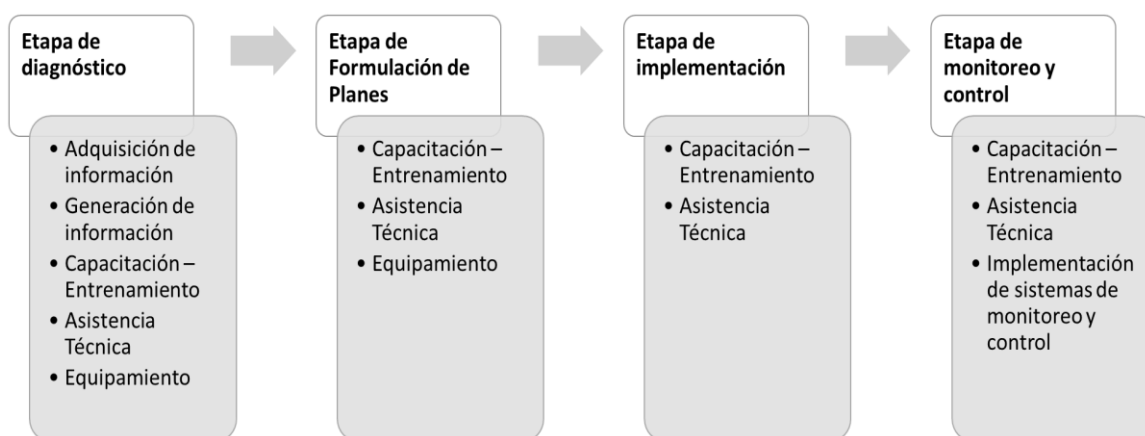 Etapa de
diagnóstico
• Adquisición de
información
• Generación de
información
• Capacitación –
Entrenamiento
• Asistencia
Técnica
• Equipamiento
Etapa de
Formulación de
Planes
• Capacitación –
Entrenamiento
• Asistencia
Técnica
• Equipamiento
Etapa de
implementación
• Capacitación –
Entrenamiento
• Asistencia
Técnica
Etapa de
monitoreo y
control
• Capacitación –
Entrenamiento
• Asistencia
Técnica
• Implementación
de sistemas de
monitoreo y
control